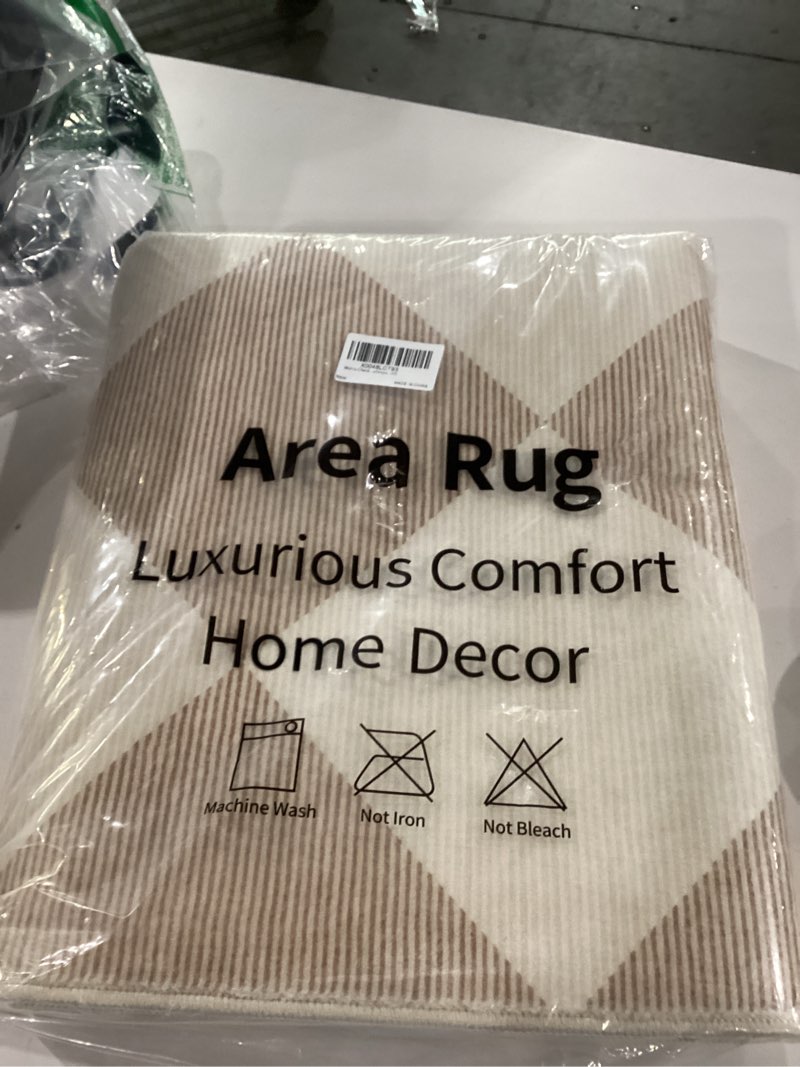 Area Rug
Luxurious Comfort
Home Decor
Machine Wash
Not Iron
Not Bleach